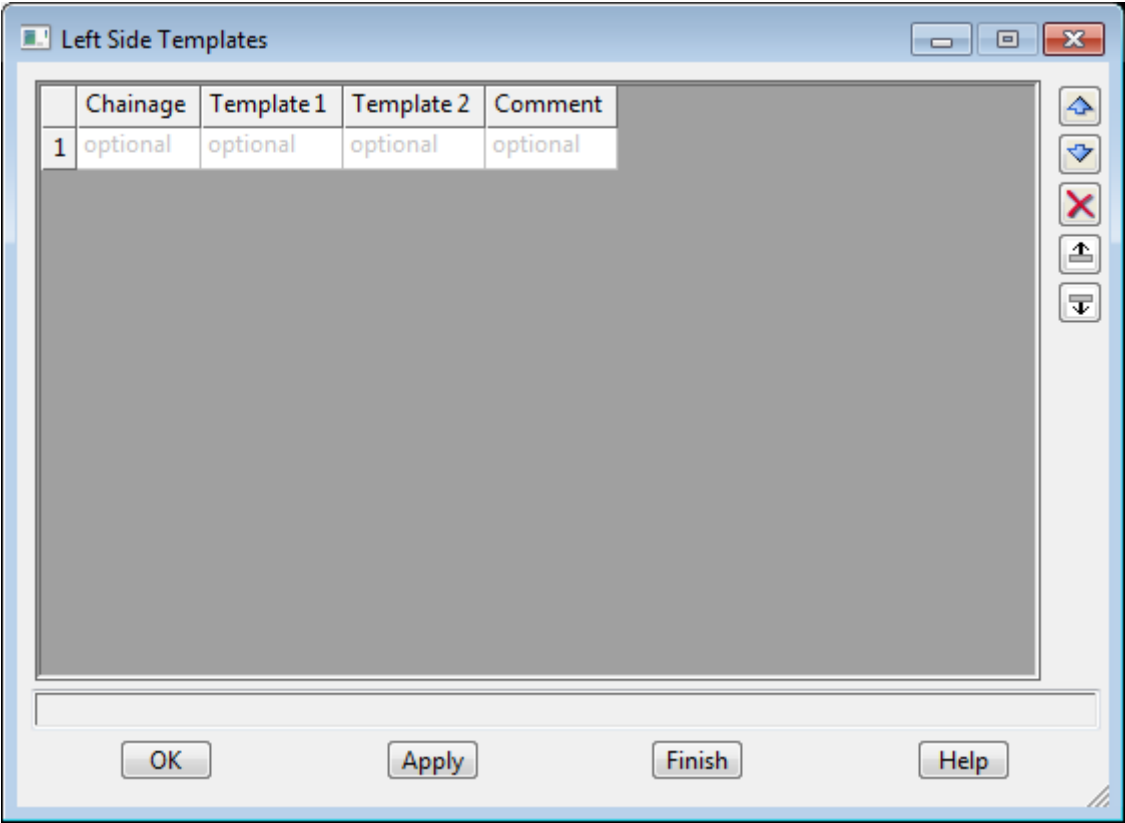 Left Side Templates
Chainage Template 1 Template 2 Comment
1 optional optional optional optional
OK Apply Finish Help